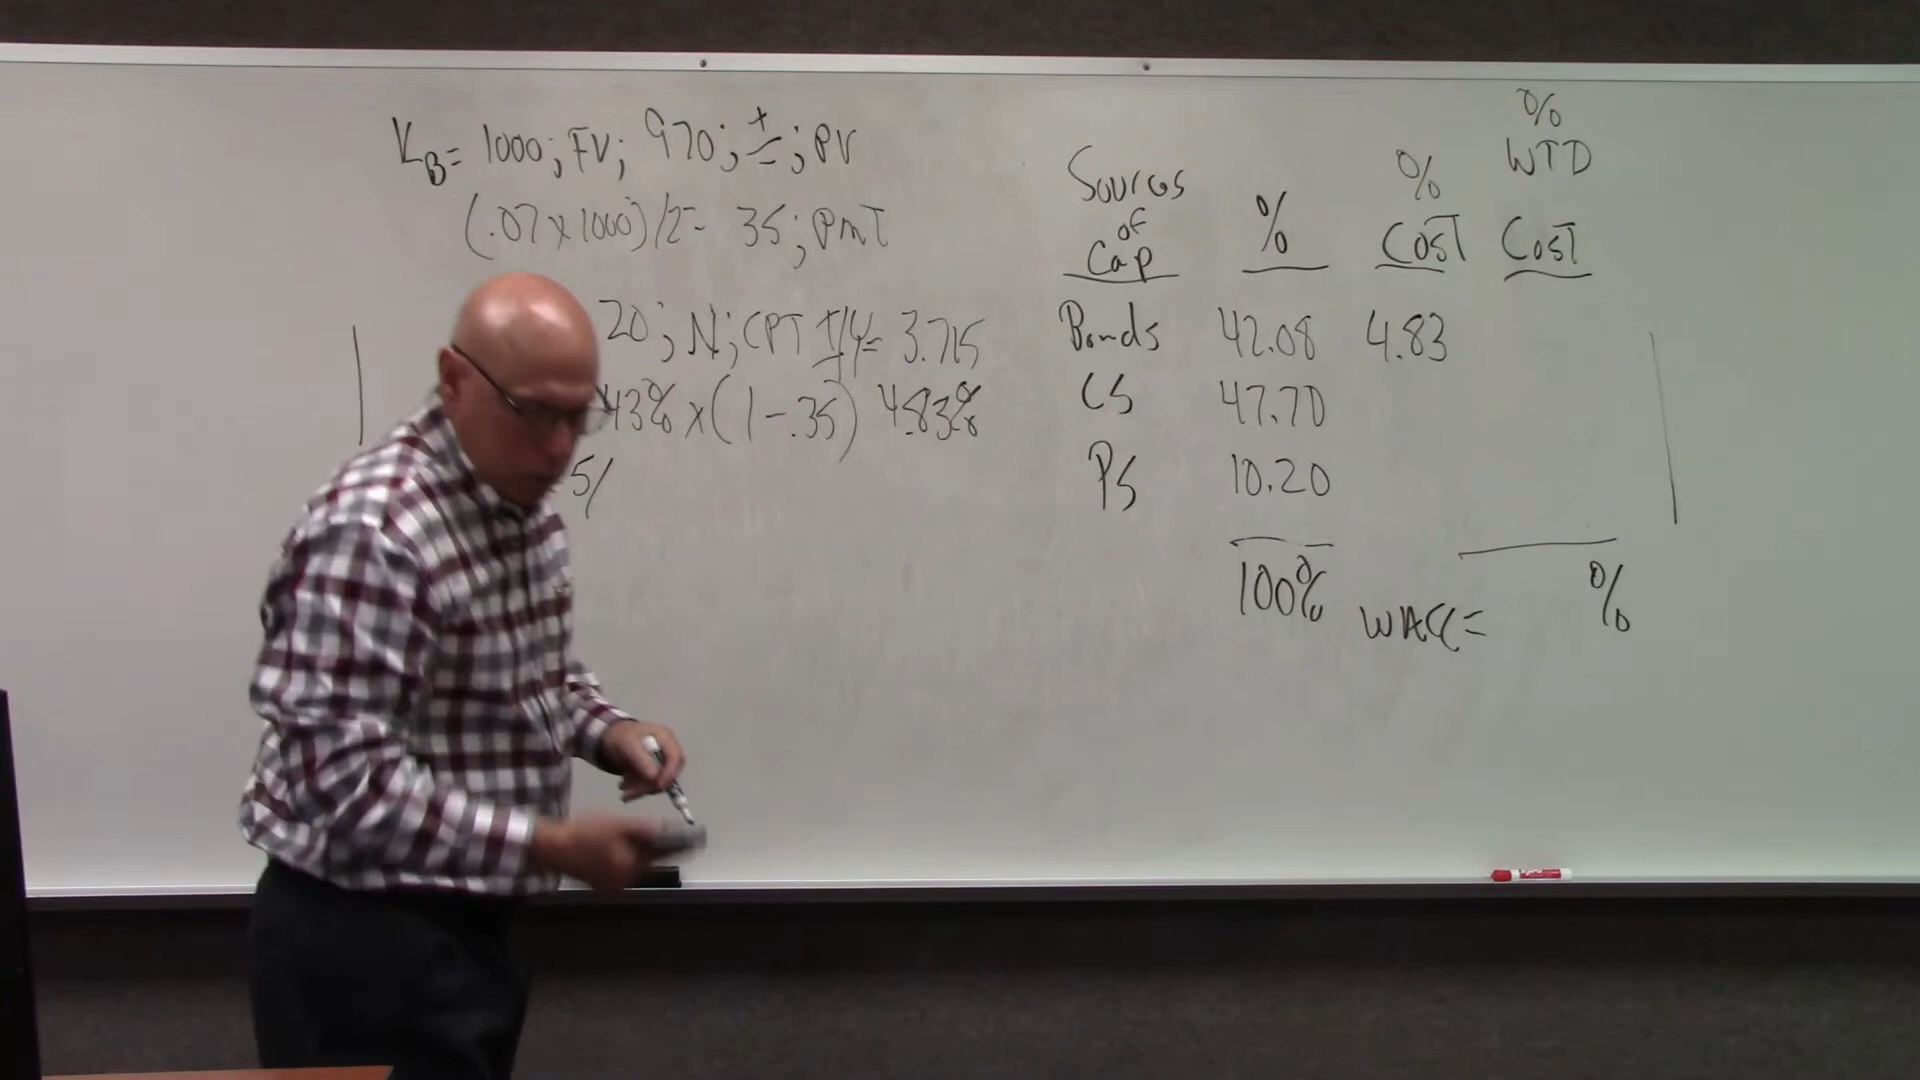 K_B= 1000; FV; 970; ±; PV
(.07 x 1000)/2= 35; PMT
20; N; CPT I/Y= 3.715
43% x (1-.35) 4.83%
5/
Sources
of
Cap
%
%
Cost
%
WTD
Cost
Bonds 42.08 4.83
CS 47.70
PS 10.20
100% WACC= %